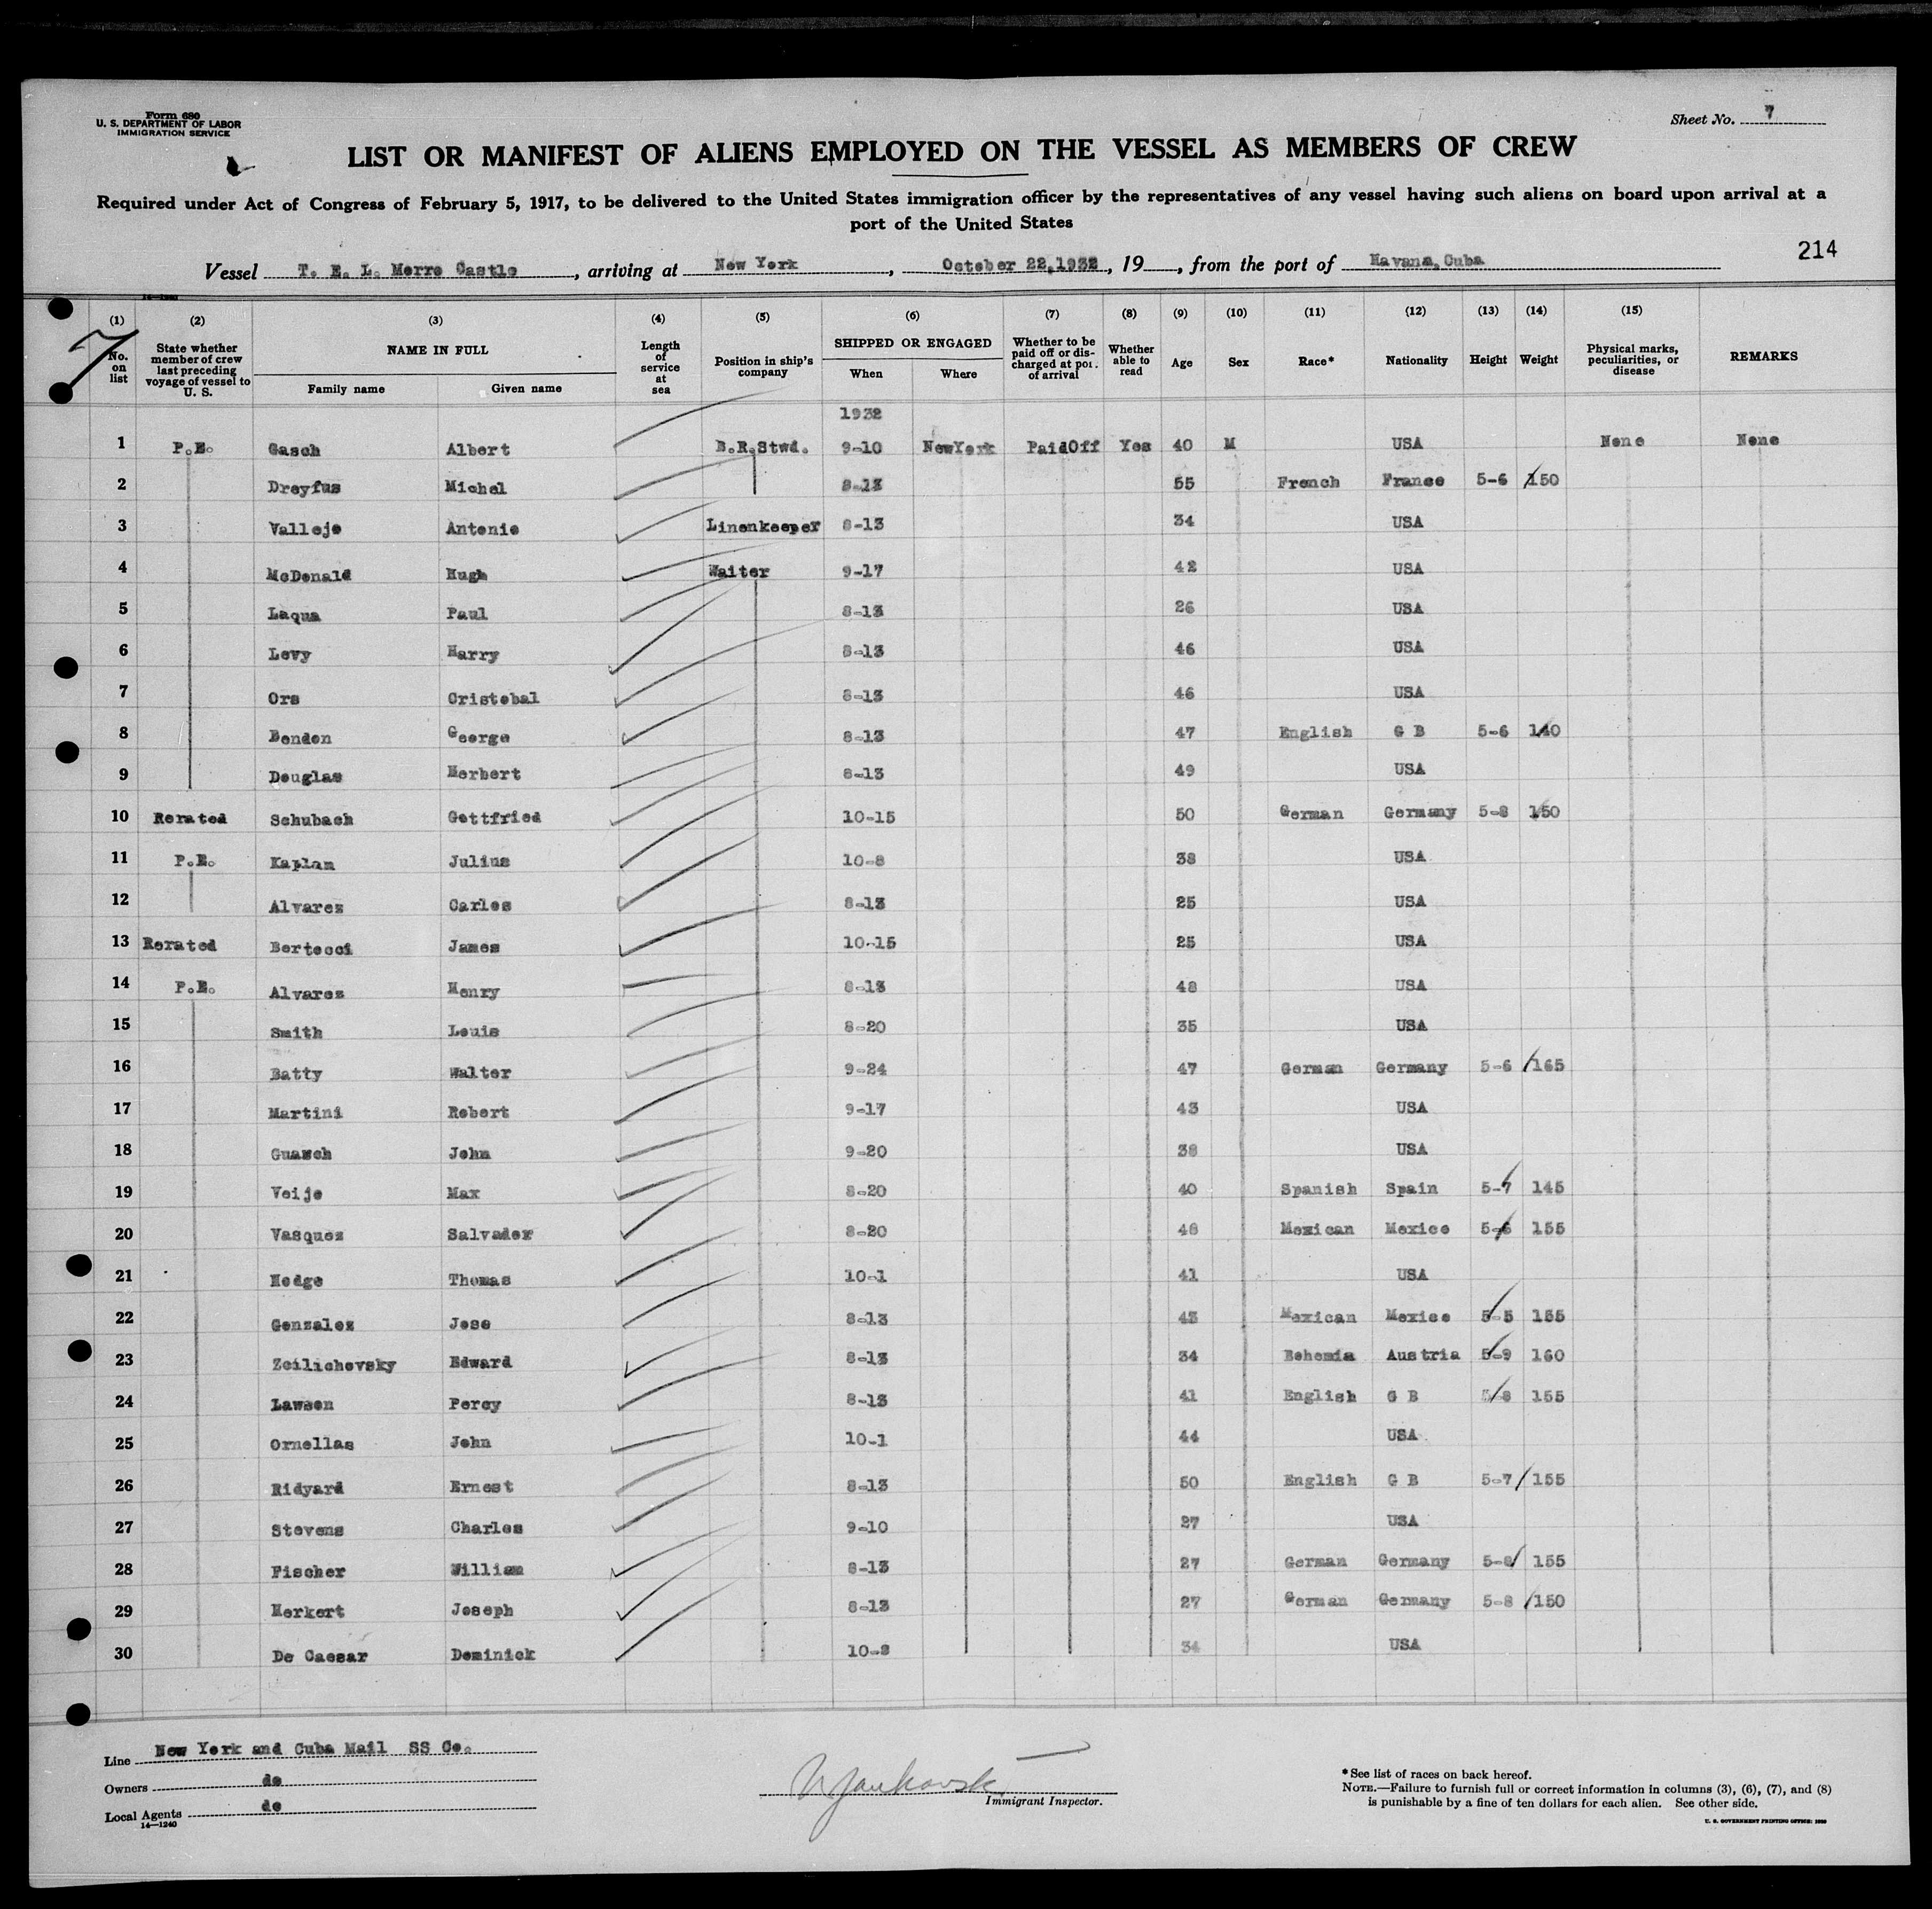 Form 680
U. S. DEPARTMENT OF LABOR
IMMIGRATION SERVICE
Sheet No. 7
LIST OR MANIFEST OF ALIENS EMPLOYED ON THE VESSEL AS MEMBERS OF CREW
Required under Act of Congress of February 5, 1917, to be delivered to the United States immigration officer by the representatives of any vessel having such aliens on board upon arrival at a
port of the United States
214
Vessel T. E. L. Morro Castle, arriving at New York, October 22,1932, 19__, from the port of Havana,Cuba
7
(1) (2) (3) (4) (5) (6) (7) (8) (9) (10) (11) (12) (13) (14) (15)
No. on list State whether member of crew last preceding voyage of vessel to U. S. NAME IN FULL Family name Given name Length of service at sea Position in ship's company SHIPPED OR ENGAGED When Where Whether to be paid off or discharged at port of arrival Whether able to read Age Sex Race* Nationality Height Weight Physical marks, peculiarities, or disease REMARKS
1932
1 P.E. Gasch Albert B.R.Stwd. 9-10 NewYork PaidOff Yes 40 M USA None None
2 Dreyfus Michel 8-13 55 French France 5-6 150
3 Vallejo Antonio Linenkeeper 8-13 34 USA
4 McDonald Hugh Waiter 9-17 42 USA
5 Laqua Paul 8-13 26 USA
6 Levy Harry 8-13 46 USA
7 Ors Cristobal 8-13 46 USA
8 Bendon George 8-13 47 English G B 5-6 140
9 Douglas Herbert 8-13 49 USA
10 Rerated Schubach Gottfried 10-15 50 German Germany 5-8 150
11 P.E. Kaplan Julius 10-8 38 USA
12 Alvarez Carlos 8-13 25 USA
13 Rerated Bertocci James 10-15 25 USA
14 P.E. Alvarez Henry 8-13 48 USA
15 Smith Louis 8-20 35 USA
16 Batty Walter 9-24 47 German Germany 5-6 165
17 Martini Robert 9-17 43 USA
18 Guasch John 9-20 38 USA
19 Veije Max 8-20 40 Spanish Spain 5-7 145
20 Vasquez Salvador 8-20 48 Mexican Mexico 5-6 155
21 Hodge Thomas 10-1 41 USA
22 Gonzalez Jose 8-13 43 Mexican Mexico 5-5 155
23 Zeilichovsky Edward 8-13 34 Bohemia Austria 5-9 160
24 Lawson Percy 8-13 41 English G B 5-8 155
25 Ornellas John 10-1 44 USA
26 Ridyard Ernest 8-13 50 English G B 5-7 155
27 Stevens Charles 9-10 27 USA
28 Fischer William 8-13 27 German Germany 5-8 155
29 Herkert Joseph 8-13 27 German Germany 5-8 150
30 De Caesar Dominick 10-8 34 USA
Line New York and Cuba Mail SS Co.
Owners do
Local Agents do
14—1240
Immigrant Inspector.
*See list of races on back hereof.
NOTE.—Failure to furnish full or correct information in columns (3), (6), (7), and (8)
is punishable by a fine of ten dollars for each alien. See other side.
U. S. GOVERNMENT PRINTING OFFICE: 1930